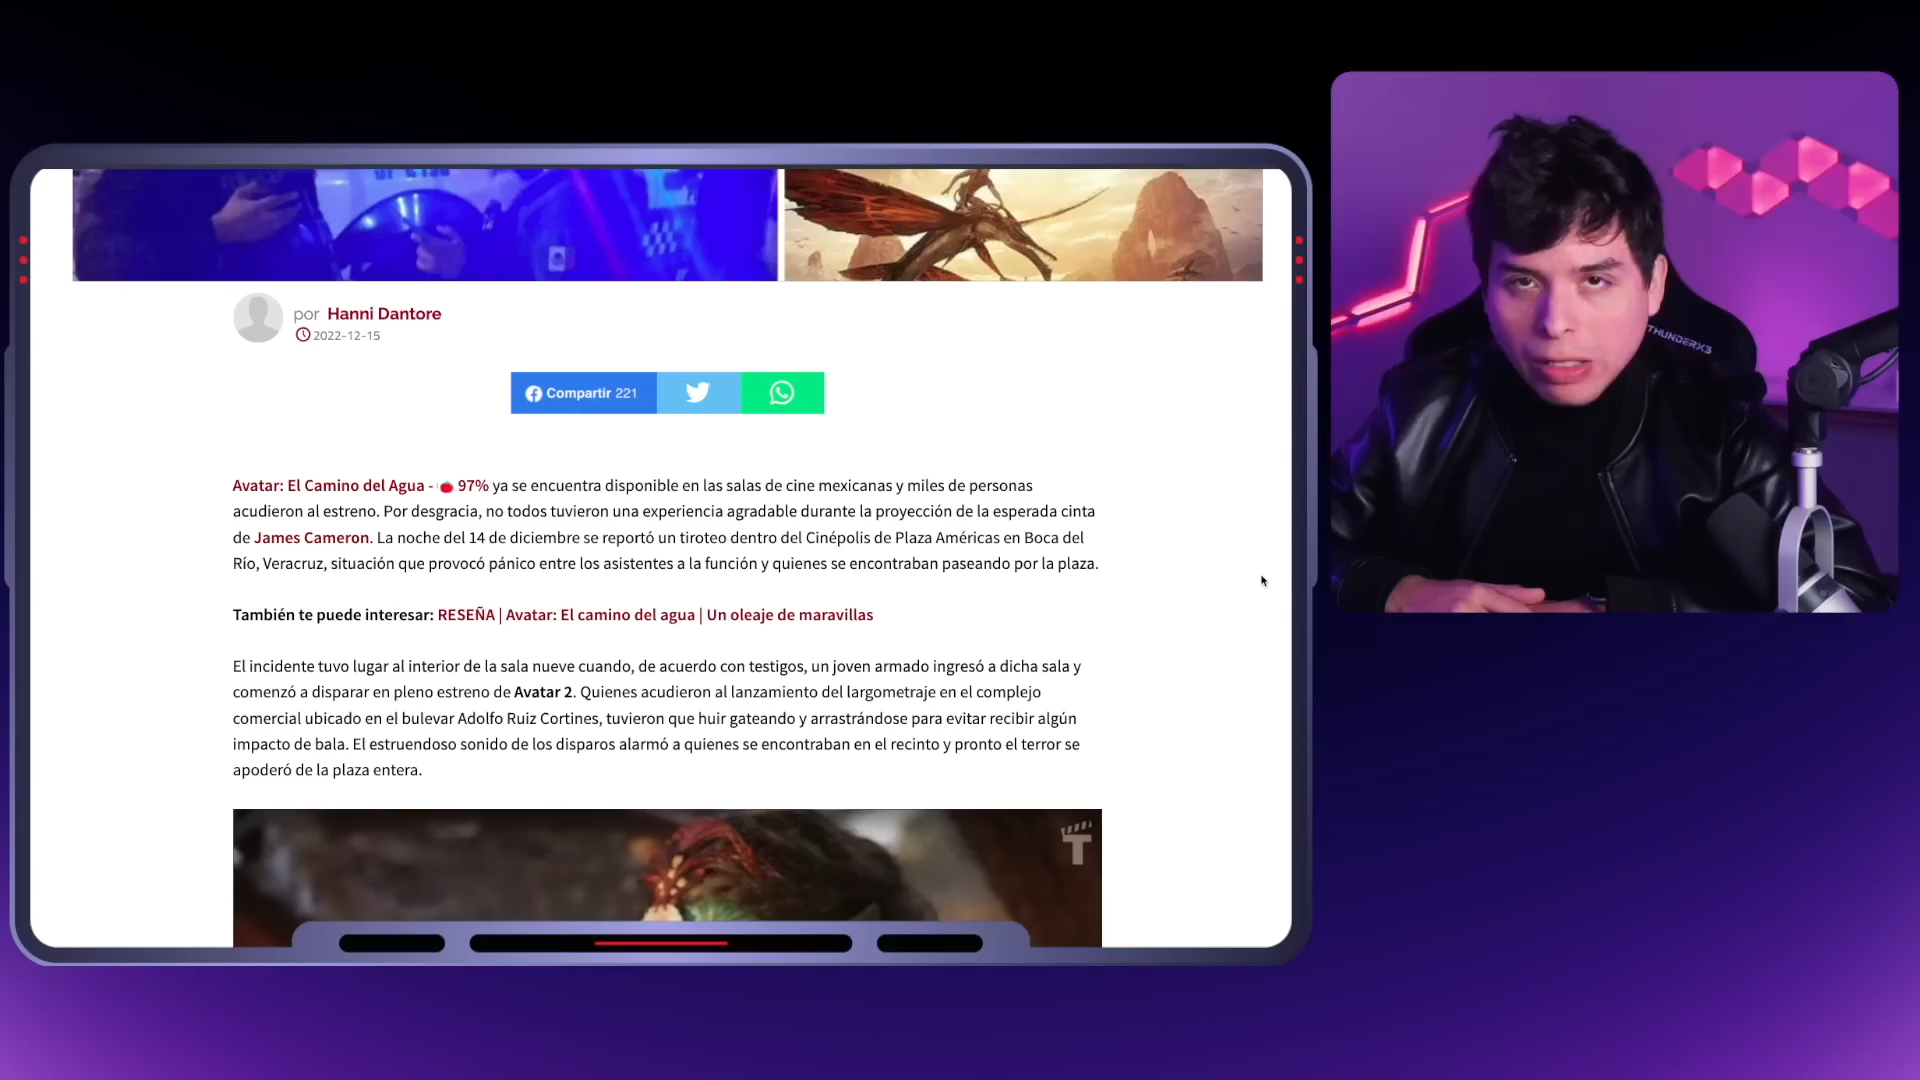 por Hanni Dantore
2022-12-15
Compartir 221
Avatar: El Camino del Agua - 97% ya se encuentra disponible en las salas de cine mexicanas y miles de personas
acudieron al estreno. Por desgracia, no todos tuvieron una experiencia agradable durante la proyección de la esperada cinta
de James Cameron. La noche del 14 de diciembre se reportó un tiroteo dentro del Cinépolis de Plaza Américas en Boca del
Río, Veracruz, situación que provocó pánico entre los asistentes a la función y quienes se encontraban paseando por la plaza.
También te puede interesar: RESEÑA | Avatar: El camino del agua | Un oleaje de maravillas
El incidente tuvo lugar al interior de la sala nueve cuando, de acuerdo con testigos, un joven armado ingresó a dicha sala y
comenzó a disparar en pleno estreno de Avatar 2. Quienes acudieron al lanzamiento del largometraje en el complejo
comercial ubicado en el bulevar Adolfo Ruiz Cortines, tuvieron que huir gateando y arrastrándose para evitar recibir algún
impacto de bala. El estruendoso sonido de los disparos alarmó a quienes se encontraban en el recinto y pronto el terror se
apoderó de la plaza entera.
T
THUNDERX3